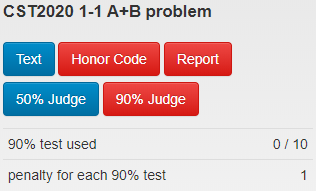 CST2020 1-1 A+B problem
Text Honor Code Report
50% Judge 90% Judge
90% test used 0 / 10
penalty for each 90% test 1